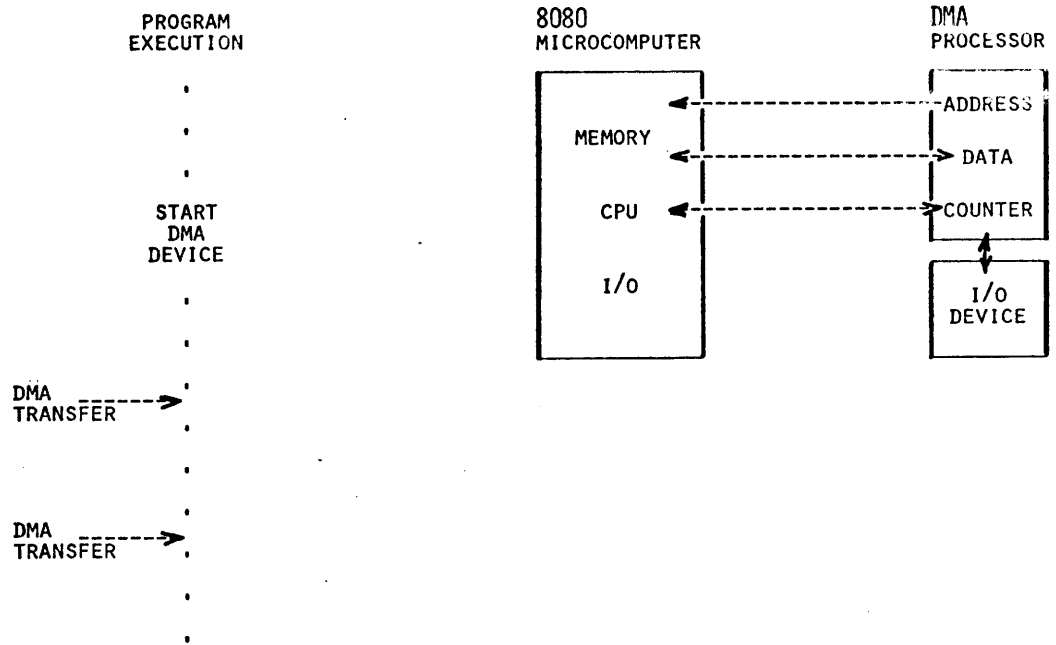 PROGRAM
EXECUTION
START
DMA
DEVICE
DMA
TRANSFER
DMA
TRANSFER
8080
MICROCOMPUTER
MEMORY
CPU
I/O
DMA
PROCESSOR
ADDRESS
DATA
COUNTER
I/O
DEVICE